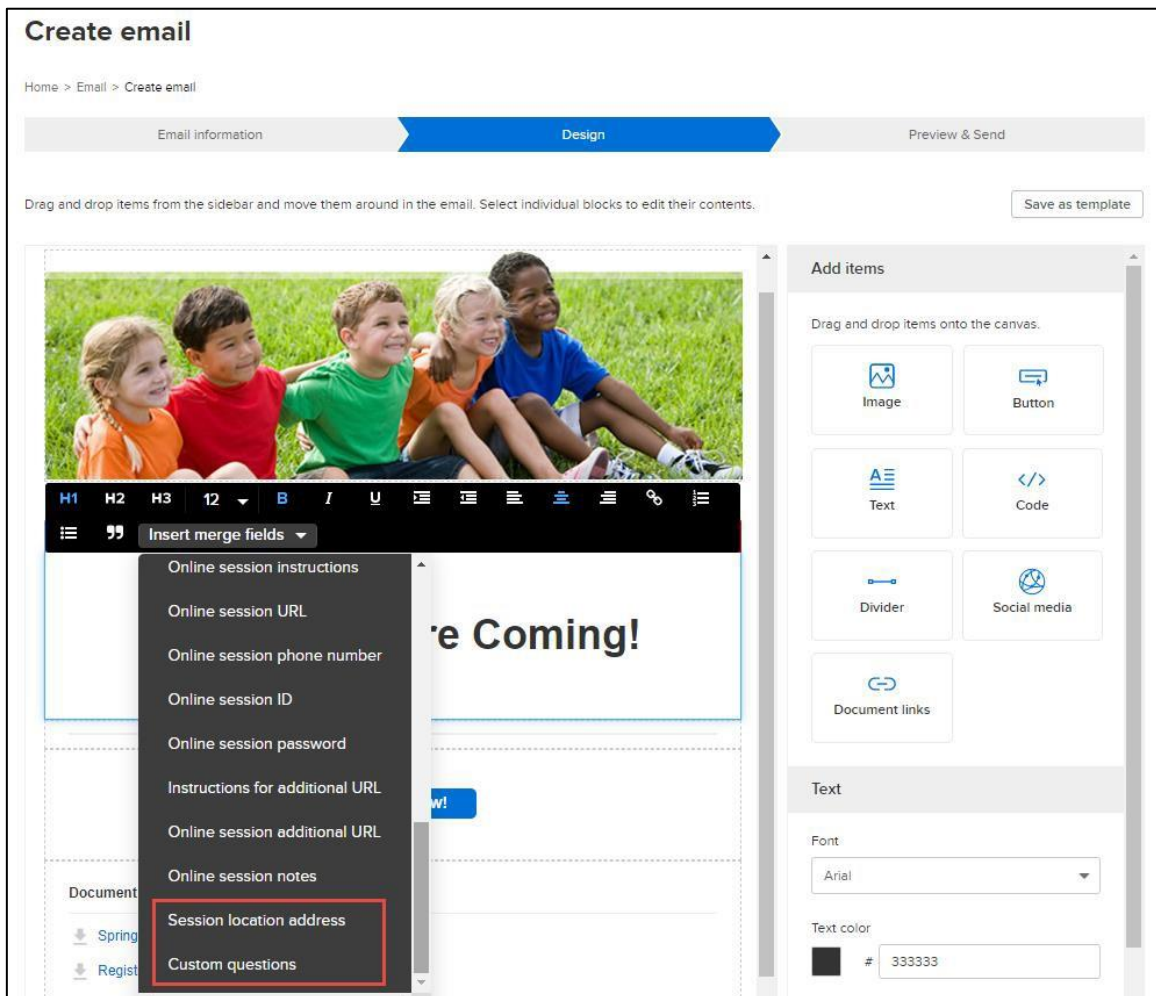 Create email
Home > Email > Create email
Email information
Design
Preview & Send
Drag and drop items from the sidebar and move them around in the email. Select individual blocks to edit their contents.
Save as template
H1 H2 H3 12 B I U
Insert merge fields
Online session instructions
Online session URL
Online session phone number
Online session ID
Online session password
Instructions for additional URL
Online session additional URL
Online session notes
Session location address
Custom questions
re Coming!
w!
Document
Spring
Regist
Add items
Drag and drop items onto the canvas.
Image
Button
Text
Code
Divider
Social media
Document links
Text
Font
Arial
Text color
# 333333